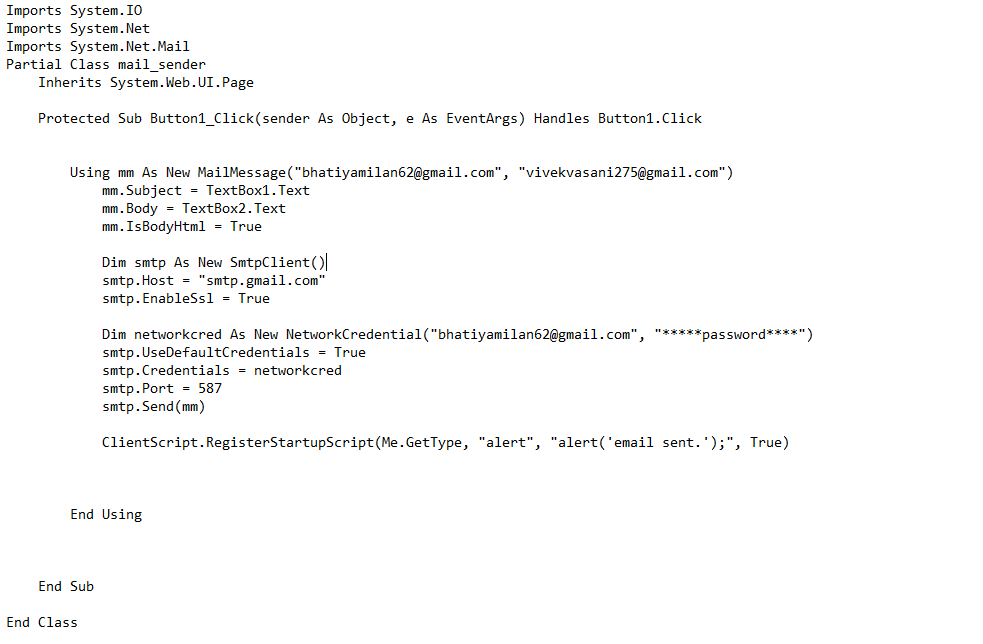 Imports System.IO
Imports System.Net
Imports System.Net.Mail
Partial Class mail_sender
    Inherits System.Web.UI.Page
    Protected Sub Button1_Click(sender As Object, e As EventArgs) Handles Button1.Click
        Using mm As New MailMessage("bhatiyamilan62@gmail.com", "vivekvasani275@gmail.com")
            mm.Subject = TextBox1.Text
            mm.Body = TextBox2.Text
            mm.IsBodyHtml = True
            Dim smtp As New SmtpClient()
            smtp.Host = "smtp.gmail.com"
            smtp.EnableSsl = True
            Dim networkcred As New NetworkCredential("bhatiyamilan62@gmail.com", "*****password****")
            smtp.UseDefaultCredentials = True
            smtp.Credentials = networkcred
            smtp.Port = 587
            smtp.Send(mm)
            ClientScript.RegisterStartupScript(Me.GetType, "alert", "alert('email sent.');", True)
        End Using
    End Sub
End Class